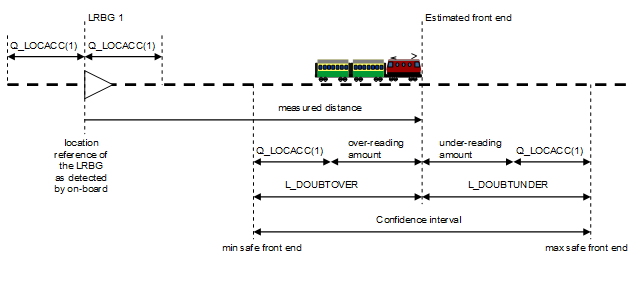 LRBG 1
Estimated front end
Q_LOCACC(1)
Q_LOCACC(1)
measured distance
location
reference of
the LRBG
as detected
by on-board
Q_LOCACC(1)
over-reading
amount
under-reading
amount
Q_LOCACC(1)
L_DOUBTOVER
L_DOUBTUNDER
Confidence interval
min safe front end
max safe front end